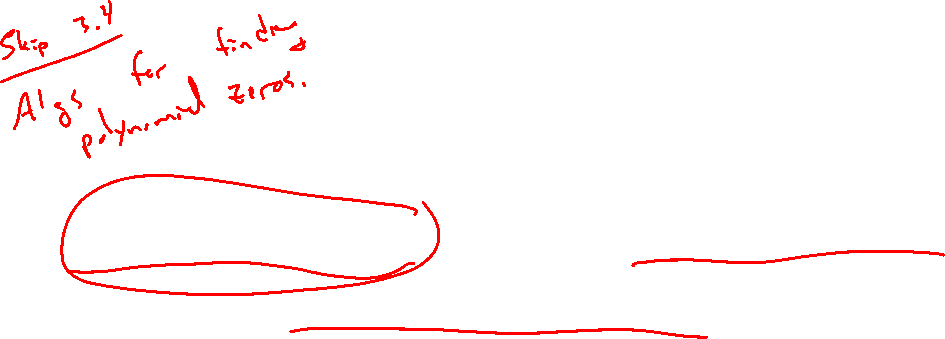 Skip 3.4
Algs for finding
polynomial zeros.